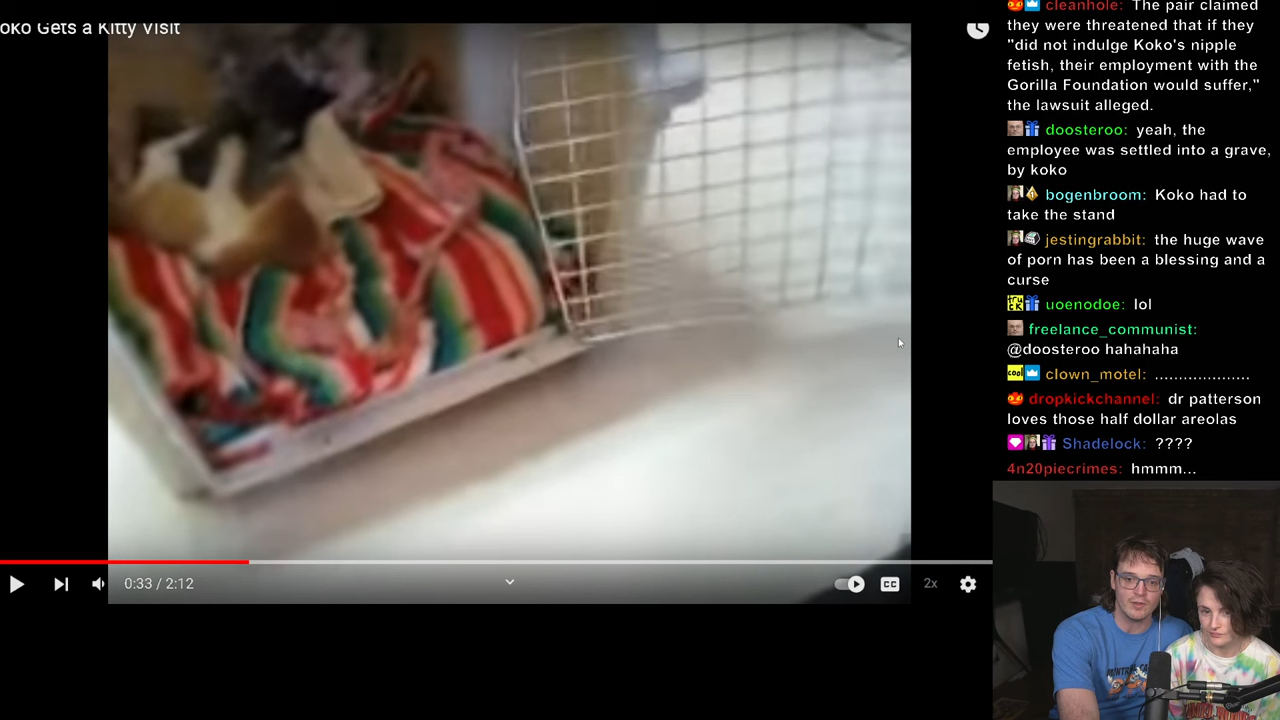 oko Gets a Kitty Visit
cleanhole: The pair claimed
they were threatened that if they
"did not indulge Koko's nipple
fetish, their employment with the
Gorilla Foundation would suffer,"
the lawsuit alleged.
doosteroo: yeah, the
employee was settled into a grave,
by koko
bogenbroom: Koko had to
take the stand
jestingrabbit: the huge wave
of porn has been a blessing and a
curse
uoenodoe: lol
freelance_communist:
@doosteroo hahahaha
clown_motel: ...................
dropkickchannel: dr patterson
loves those half dollar areolas
Shadelock: ????
4n20piecrimes: hmmm...
0:33 / 2:12
CC
2x